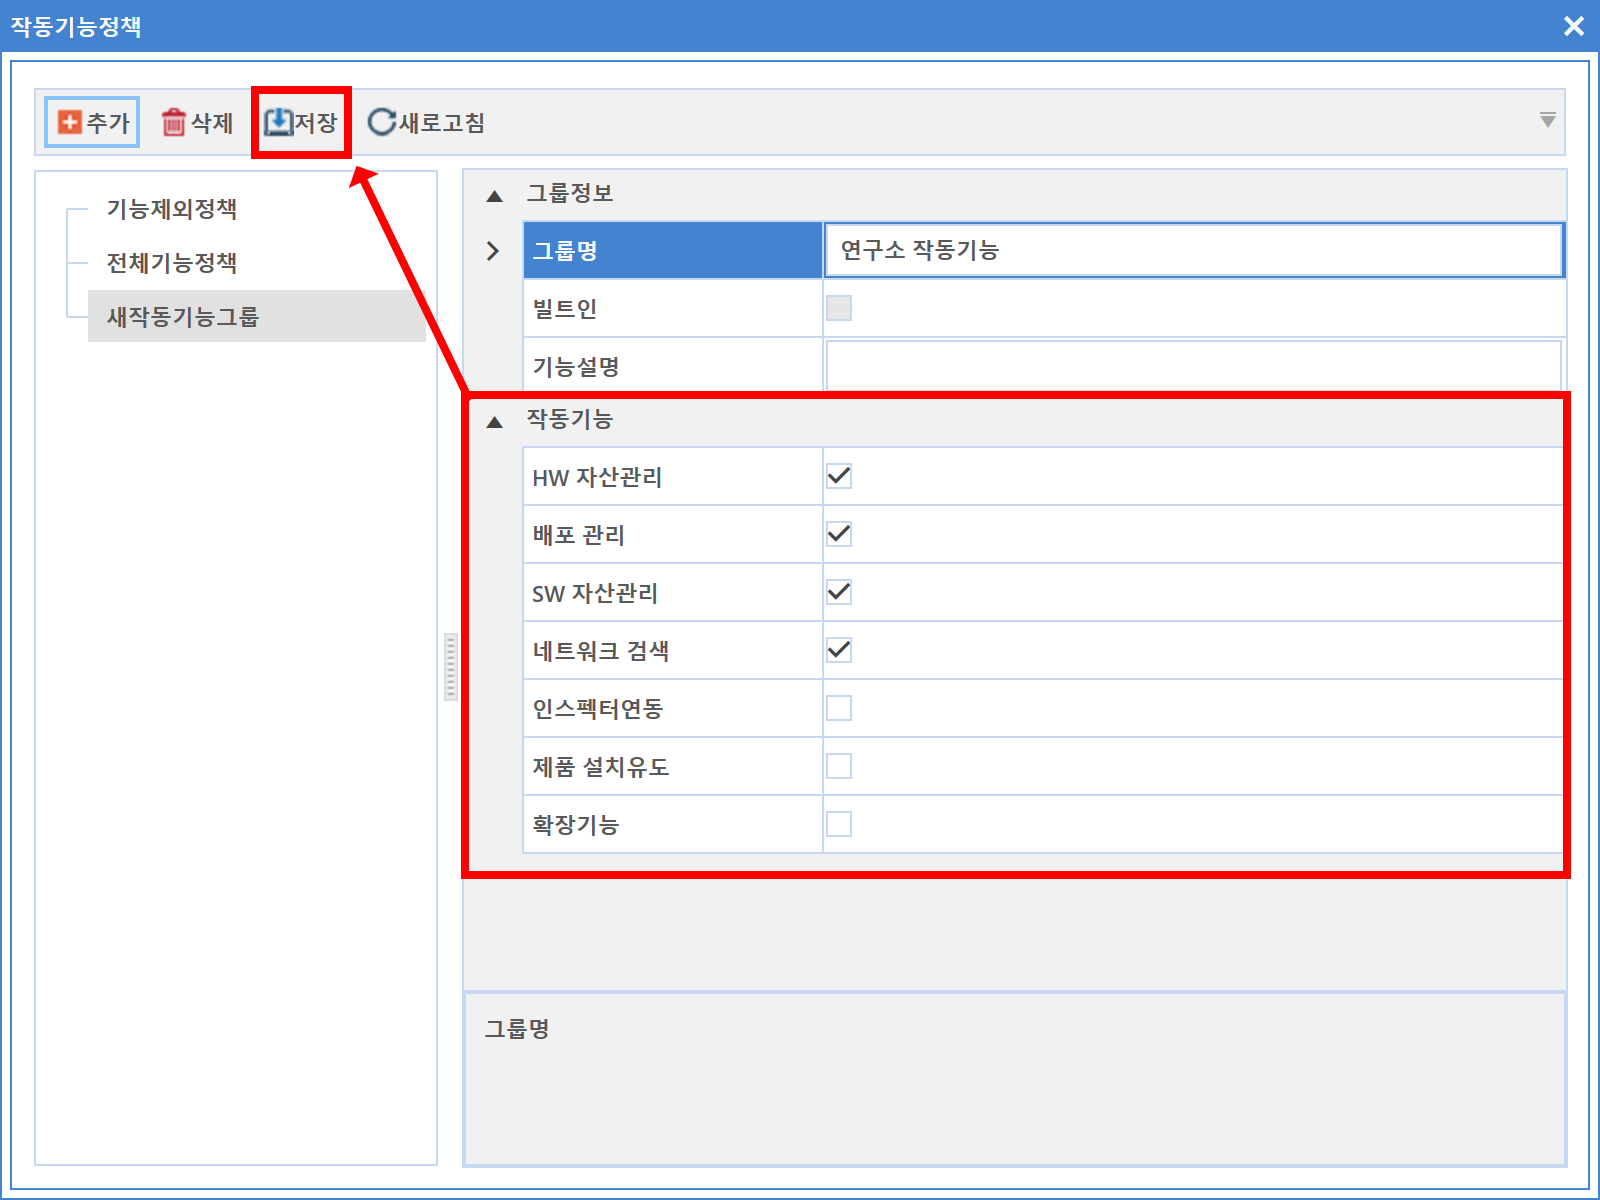 작동기능정책
추가 삭제 저장 새로고침
기능제외정책
전체기능정책
새작동기능그룹
그룹정보
그룹명 연구소 작동기능
빌트인
기능설명
작동기능
HW 자산관리
배포 관리
SW 자산관리
네트워크 검색
인스펙터연동
제품 설치유도
확장기능
그룹명